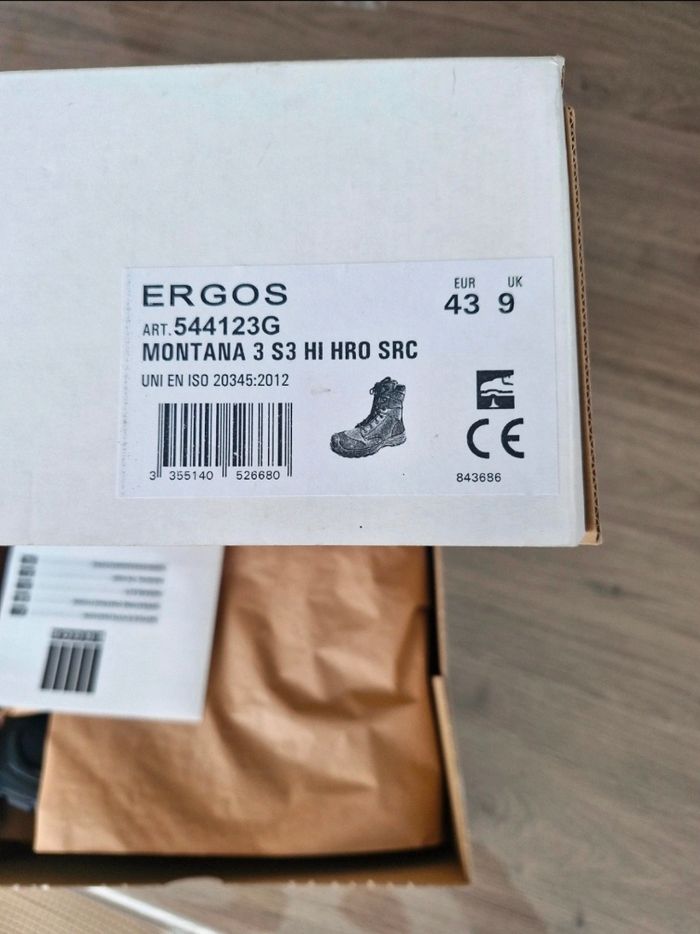 ERGOS
EUR UK
43 9
ART. 544123G
MONTANA 3 S3 HI HRO SRC
UNI EN ISO 20345:2012
CE
3 355140 526680
843686